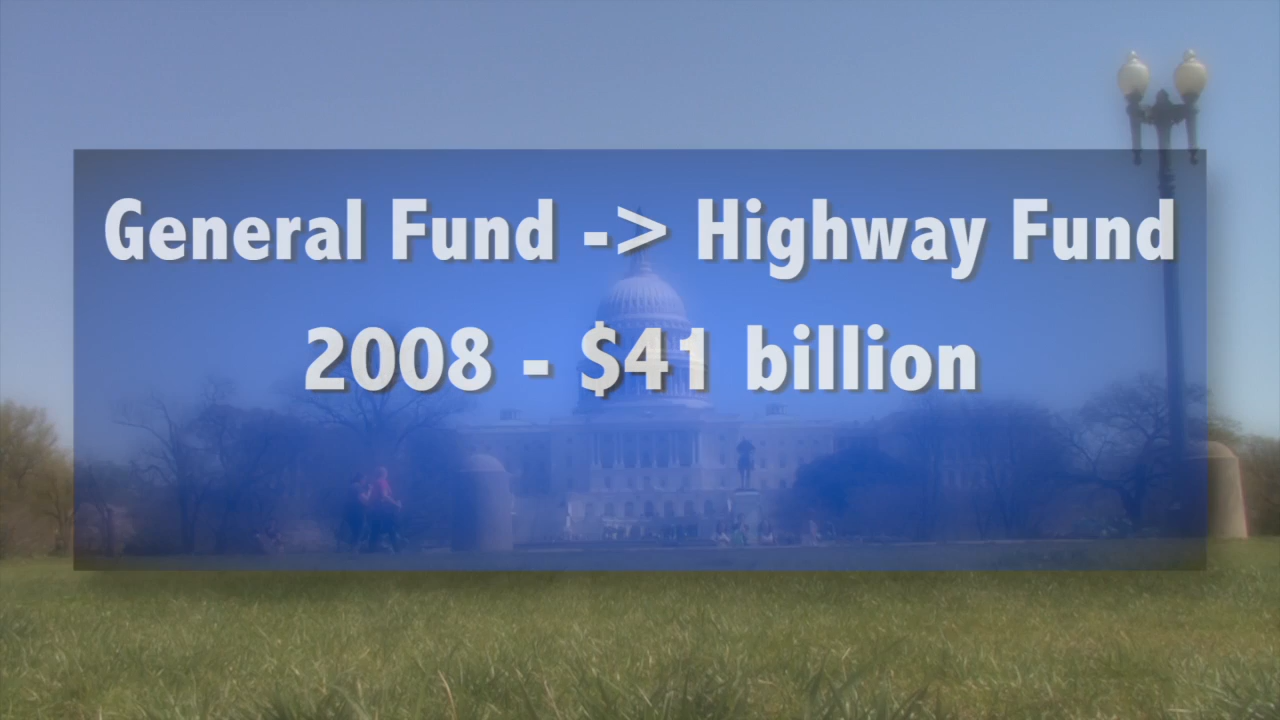 General Fund -> Highway Fund
2008 - $41 billion